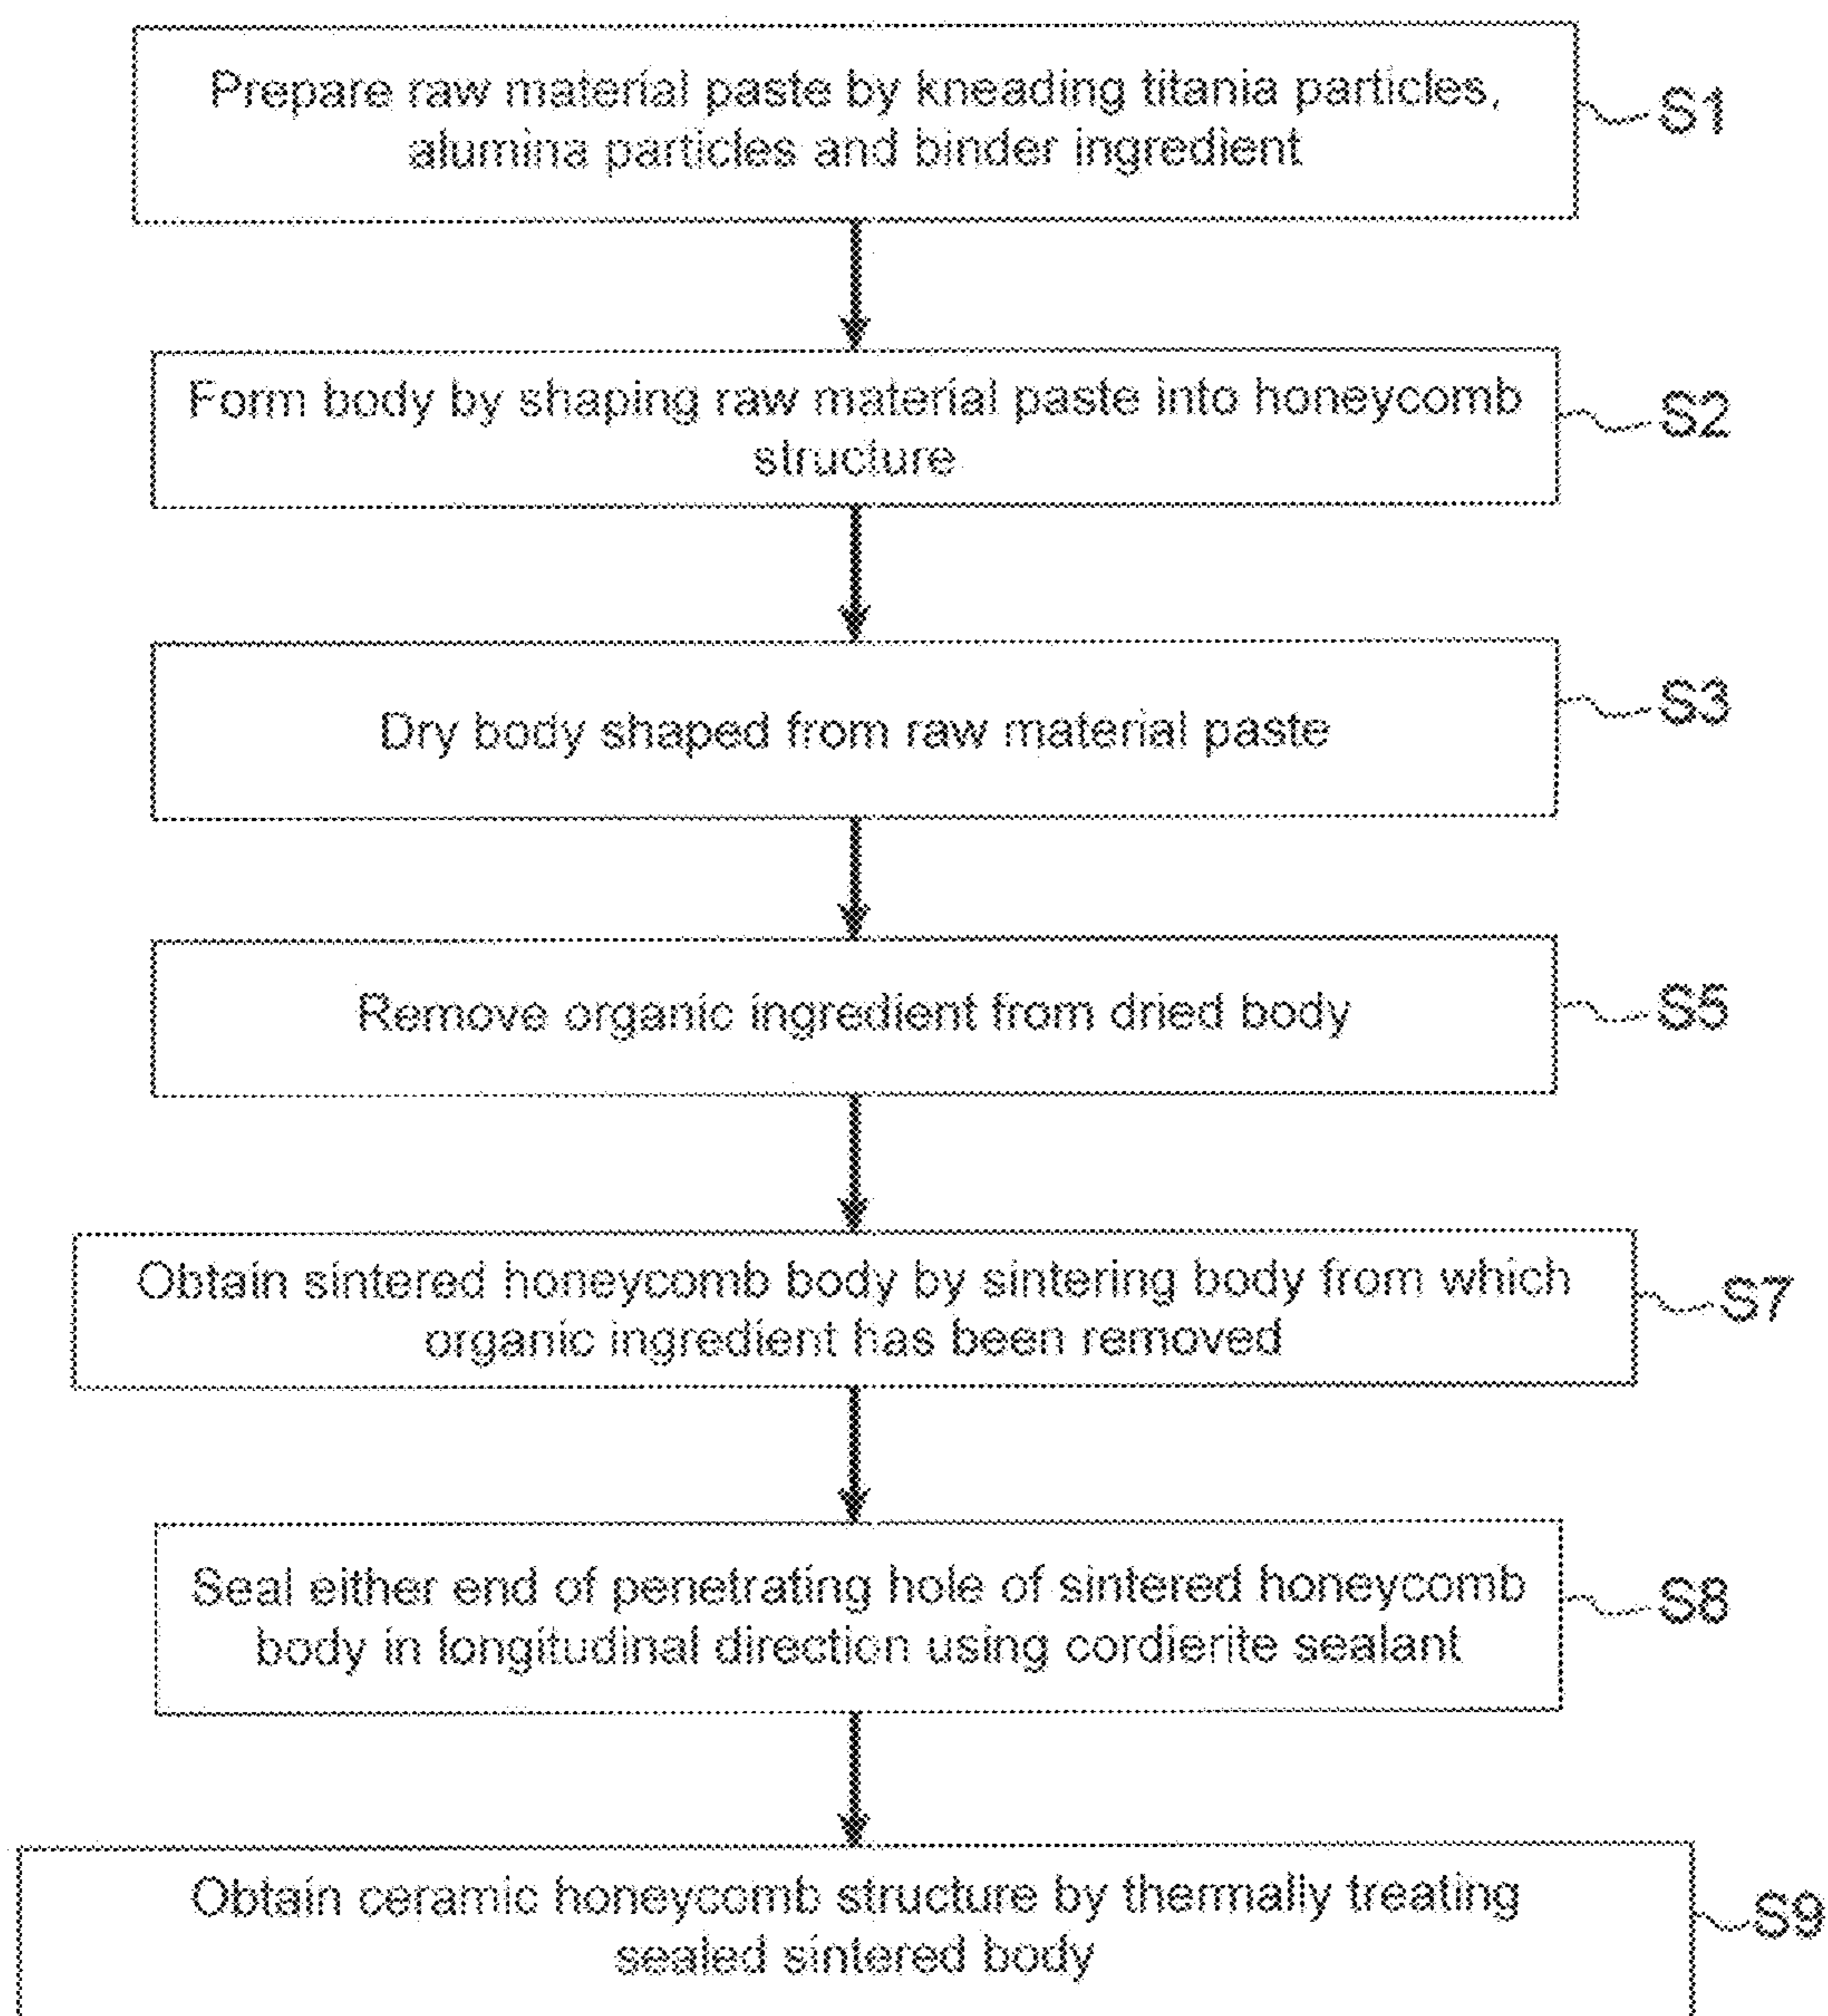 Prepare raw material paste by kneading titania particles,
alumina particles and binder ingredient
S1
Form body by shaping raw material paste into honeycomb
structure
S2
Dry body shaped from raw material paste
S3
Remove organic ingredient from dried body
S5
Obtain sintered honeycomb body by sintering body from which
organic ingredient has been removed
S7
Seal either end of penetrating hole of sintered honeycomb
body in longitudinal direction using cordierite sealant
S8
Obtain ceramic honeycomb structure by thermally treating
sealed sintered body
S9